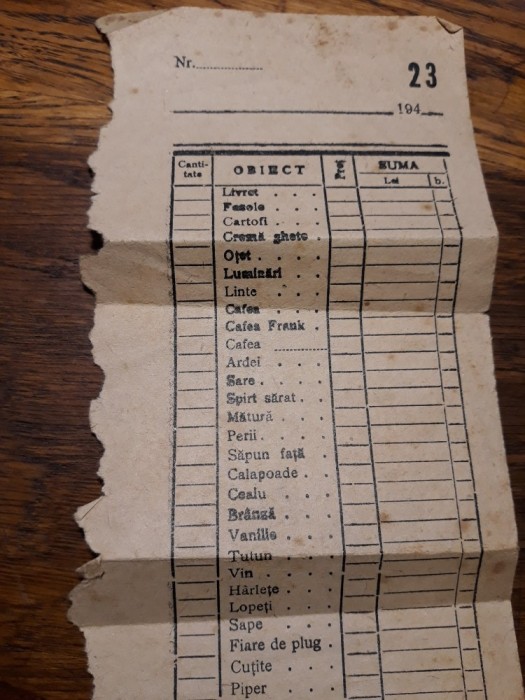 Nr. ..................
23
194
Canti-
tate
OBIECT
Preț
SUMA
Lei
b.
Livret . . .
Fasole . . .
Cartofi . . .
Cremă ghete .
Oțet . . .
Luminări . .
Linte . . .
Cafea . . .
Cafea Frank .
Cafea ..................
Ardei . . .
Sare . . . .
Spirt sărat . .
Mătură . . .
Perii . . . .
Săpun față .
Calapoade . .
Ceaiu . . .
Brânză . . .
Vanilie . . .
Tutun . . .
Vin . . . .
Hârlețe . . .
Lopeți . . .
Sape . . .
Fiare de plug .
Cuțite . . .
Piper . . .